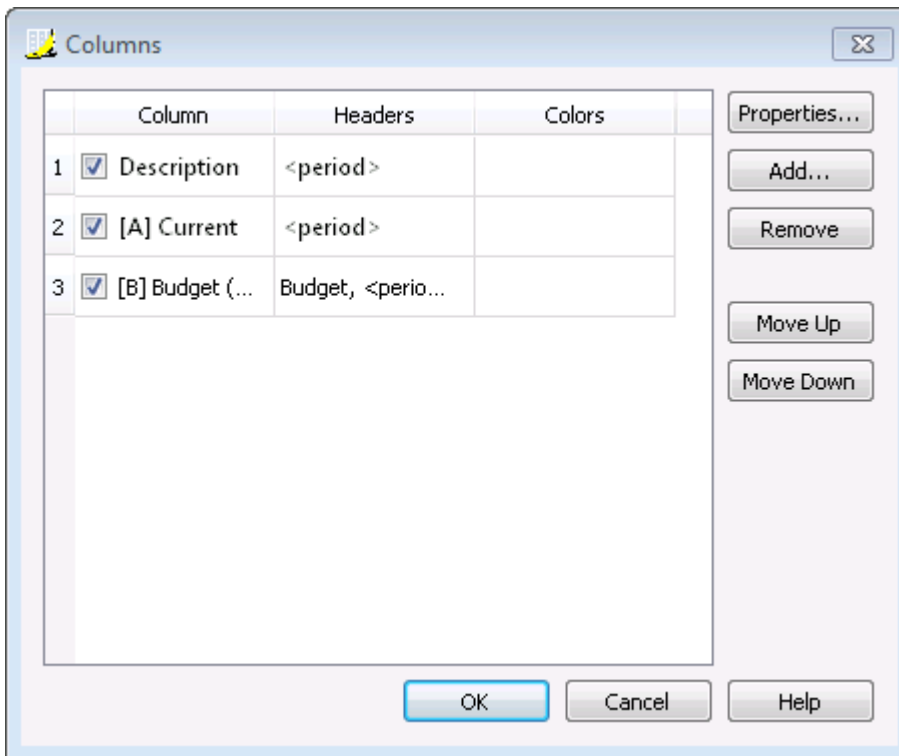 Columns
Column Headers Colors
1 Description <period>
2 [A] Current <period>
3 [B] Budget (... Budget, <perio...
Properties...
Add...
Remove
Move Up
Move Down
OK Cancel Help